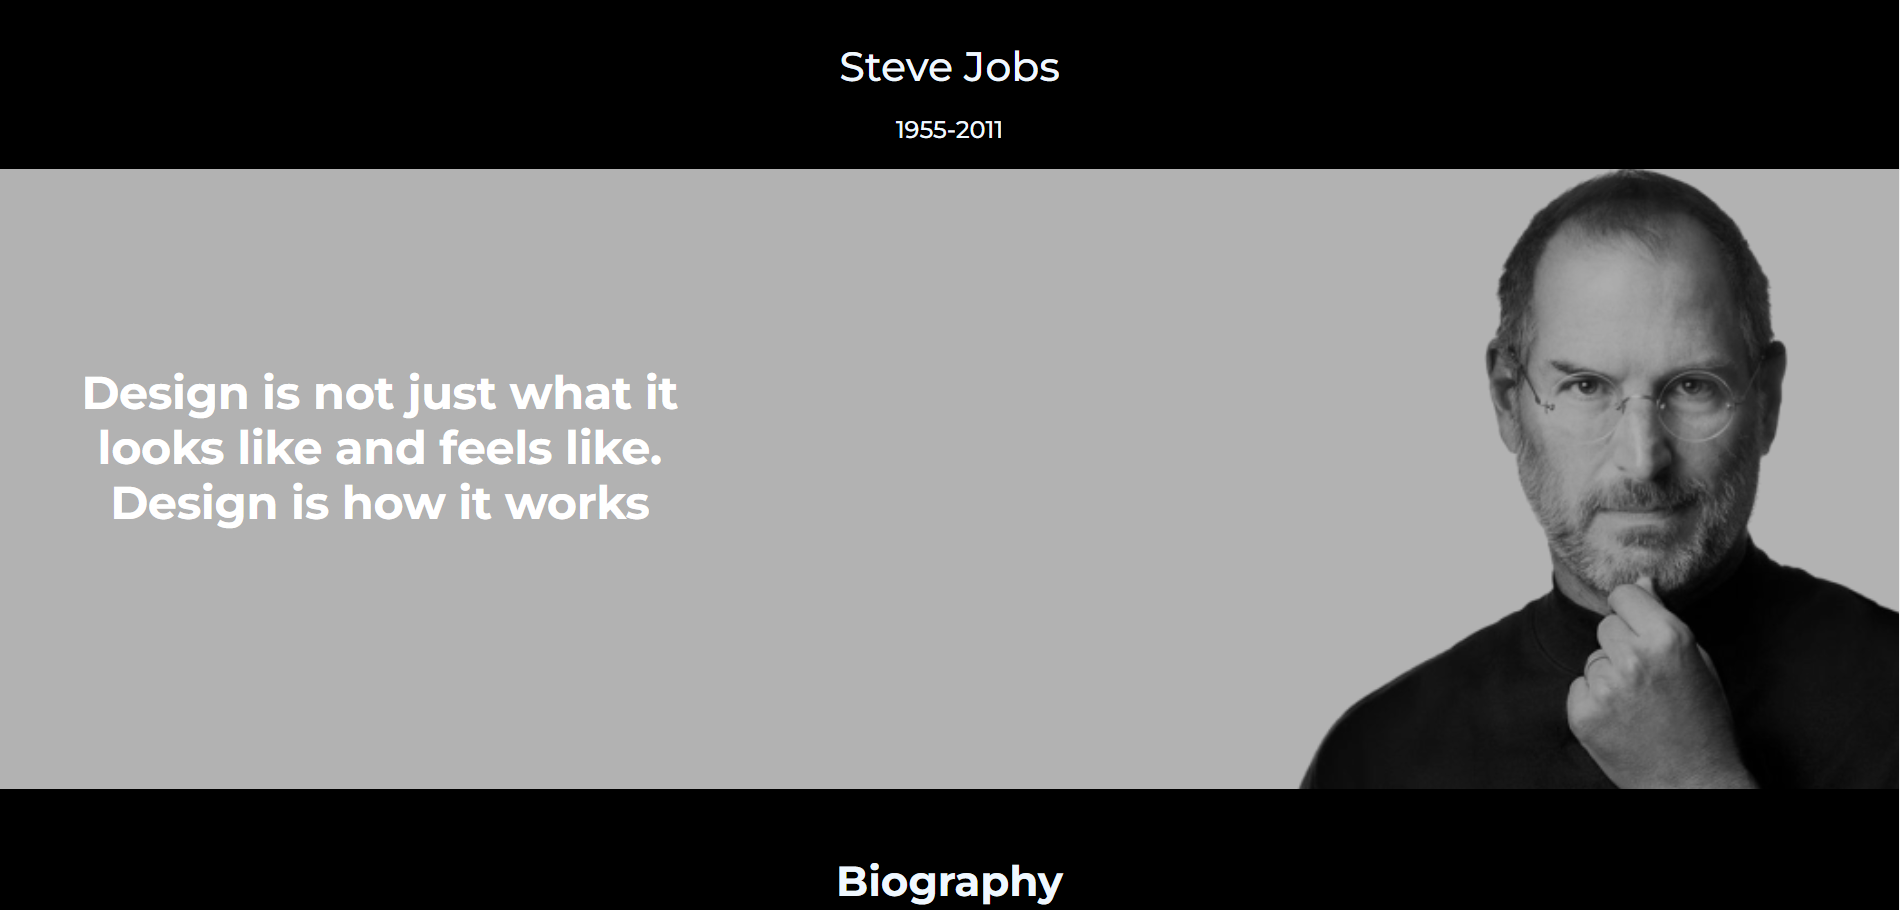 Steve Jobs
1955-2011
Design is not just what it
looks like and feels like.
Design is how it works
Biography